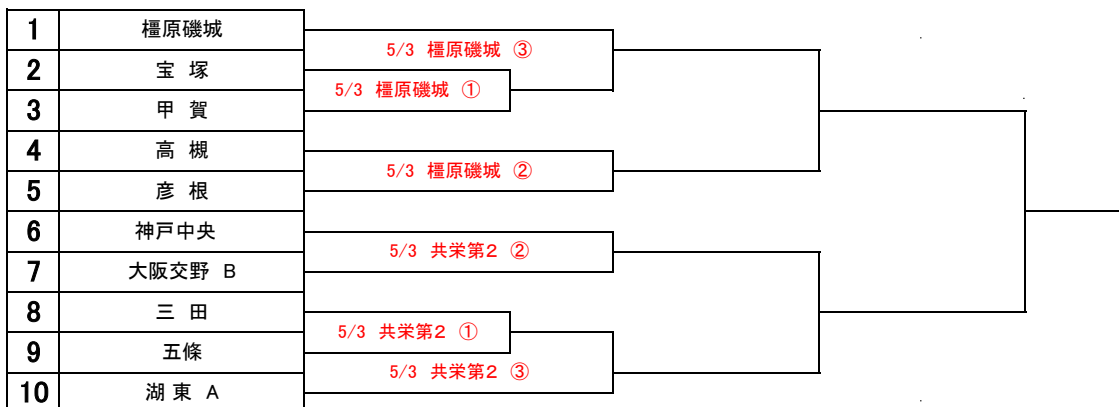 1 橿原磯城
5/3 橿原磯城 ③
2 宝 塚
5/3 橿原磯城 ①
3 甲 賀
4 高 槻
5/3 橿原磯城 ②
5 彦 根
6 神戸中央
5/3 共栄第2 ②
7 大阪交野 B
8 三 田
5/3 共栄第2 ①
9 五條
5/3 共栄第2 ③
10 湖 東 A